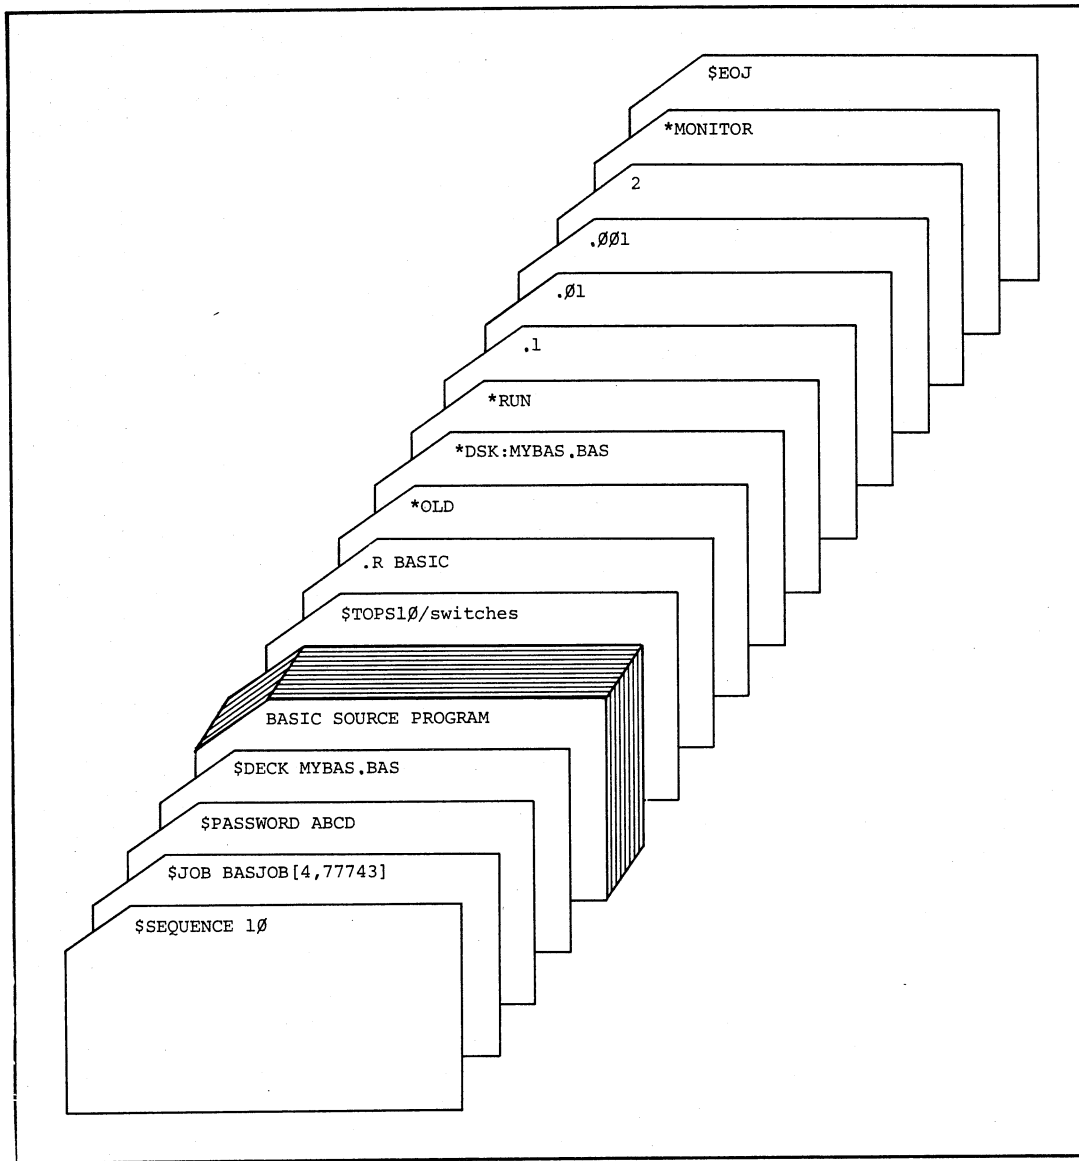 $EOJ
*MONITOR
2
.ØØ1
.Ø1
.1
*RUN
*DSK:MYBAS.BAS
*OLD
.R BASIC
$TOPS1Ø/switches
BASIC SOURCE PROGRAM
$DECK MYBAS.BAS
$PASSWORD ABCD
$JOB BASJOB[4,77743]
$SEQUENCE 1Ø